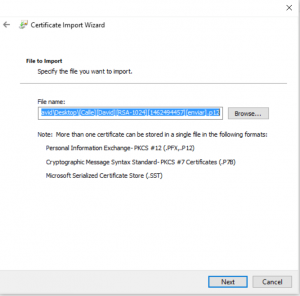 Certificate Import Wizard
File to Import
Specify the file you want to import.
File name:
avid\Desktop\[Calle][David][RSA-1024][1462494457][enviar].p12
Browse...
Note: More than one certificate can be stored in a single file in the following formats:
Personal Information Exchange- PKCS #12 (.PFX,.P12)
Cryptographic Message Syntax Standard- PKCS #7 Certificates (.P7B)
Microsoft Serialized Certificate Store (.SST)
Next
Cancel